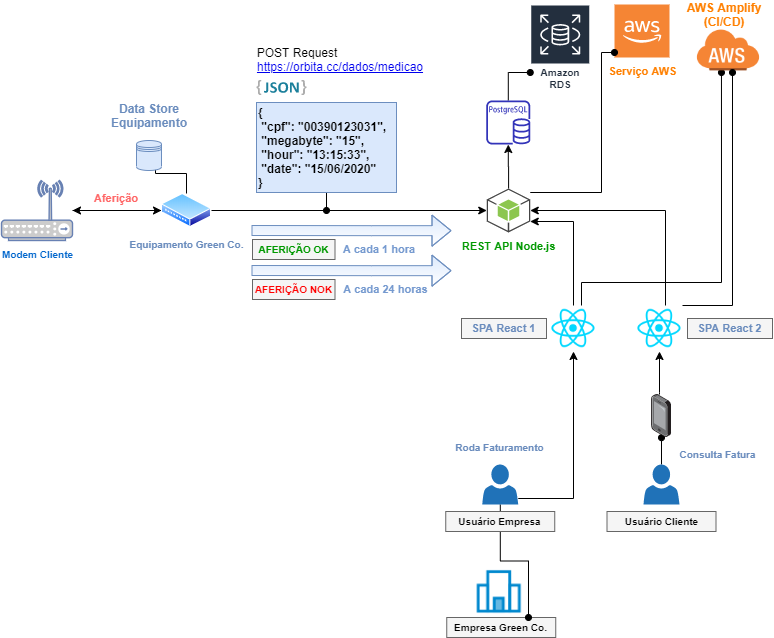 POST Request
https://orbita.cc/dados/medicao
{JSON}
{
"cpf": "00390123031",
"megabyte": "15",
"hour": "13:15:33",
"date": "15/06/2020"
}
Data Store
Equipamento
Aferição
Modem Cliente
Equipamento Green Co.
AFERIÇÃO OK
A cada 1 hora
AFERIÇÃO NOK
A cada 24 horas
Amazon
RDS
aws
Serviço AWS
AWS Amplify
(CI/CD)
AWS
PostgreSQL
REST API Node.js
SPA React 1
SPA React 2
Roda Faturamento
Consulta Fatura
Usuário Empresa
Usuário Cliente
Empresa Green Co.